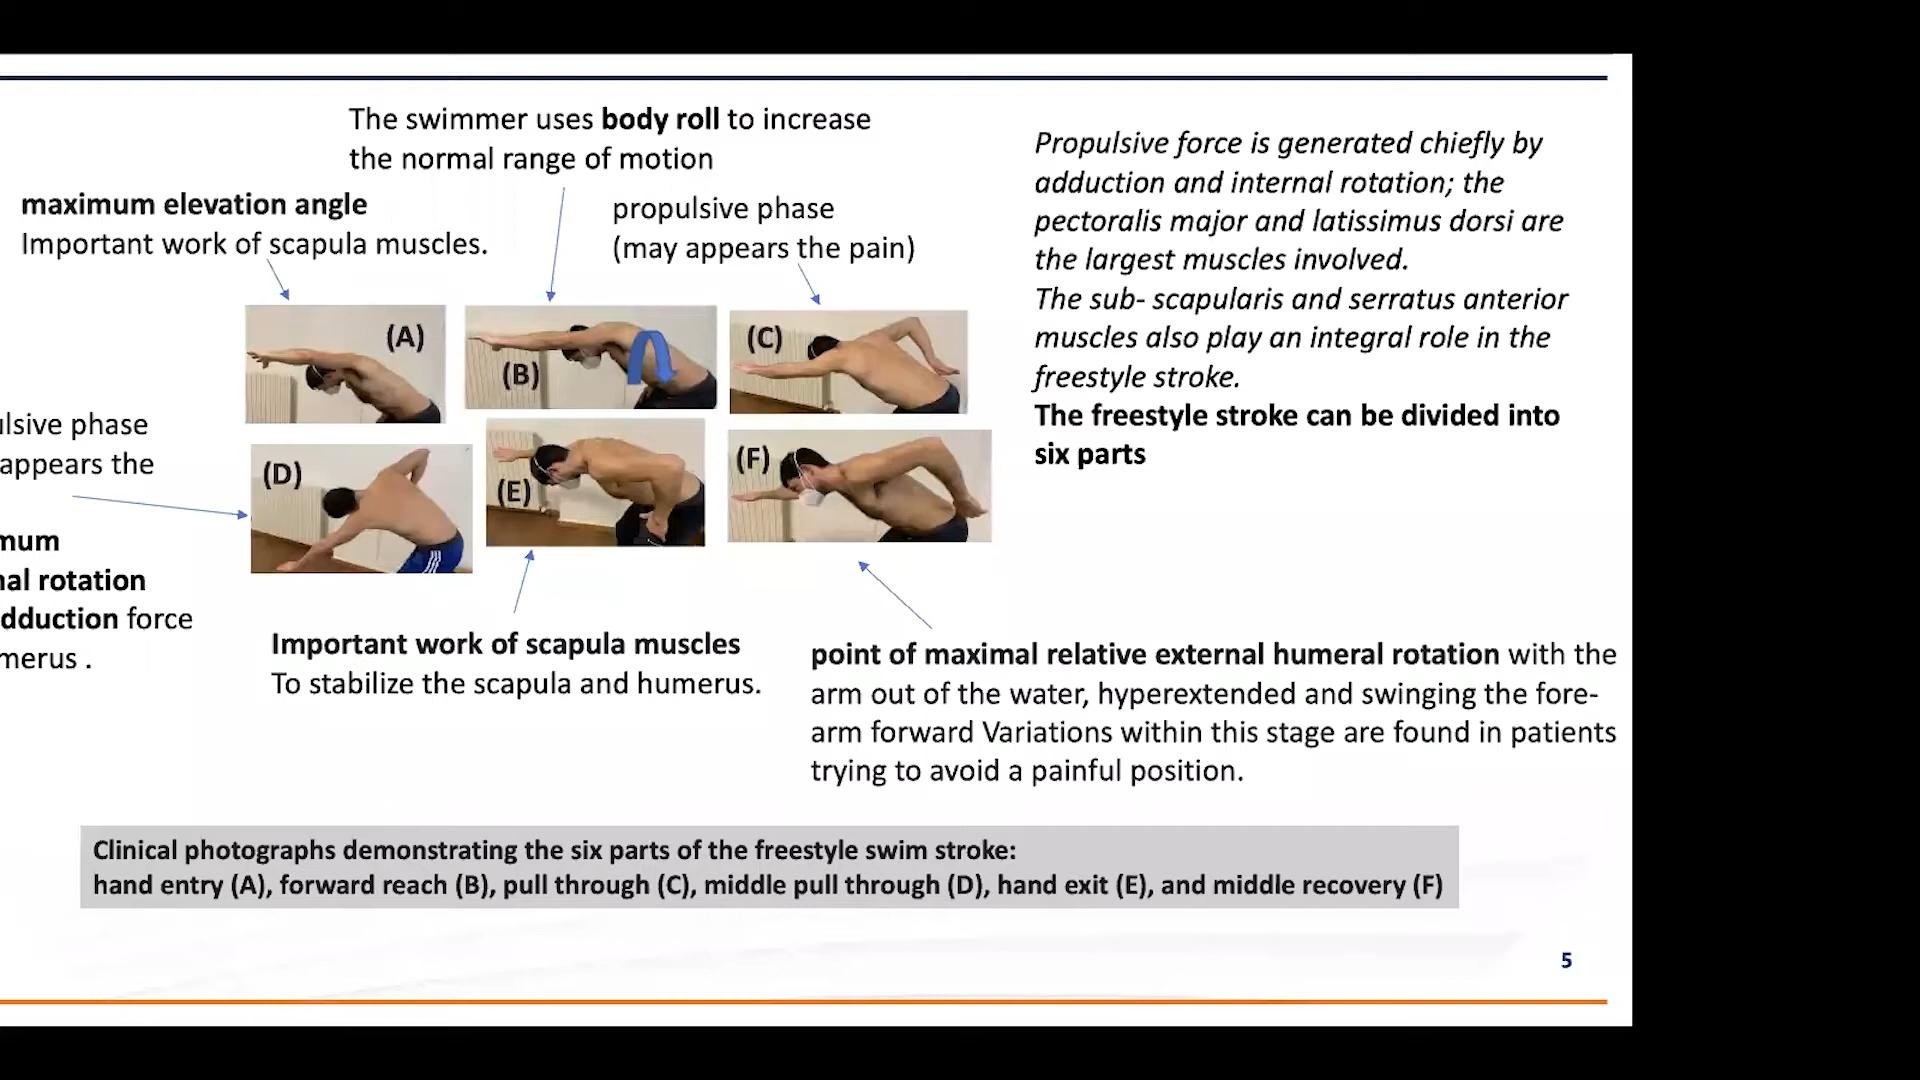 The swimmer uses body roll to increase
the normal range of motion
maximum elevation angle
Important work of scapula muscles.
propulsive phase
(may appears the pain)
(A)
(B)
(C)
(D)
(E)
(F)
ulsive phase
appears the
mum
nal rotation
dduction force
merus .
Important work of scapula muscles
To stabilize the scapula and humerus.
point of maximal relative external humeral rotation with the
arm out of the water, hyperextended and swinging the fore-
arm forward Variations within this stage are found in patients
trying to avoid a painful position.
Propulsive force is generated chiefly by
adduction and internal rotation; the
pectoralis major and latissimus dorsi are
the largest muscles involved.
The sub- scapularis and serratus anterior
muscles also play an integral role in the
freestyle stroke.
The freestyle stroke can be divided into
six parts
Clinical photographs demonstrating the six parts of the freestyle swim stroke:
hand entry (A), forward reach (B), pull through (C), middle pull through (D), hand exit (E), and middle recovery (F)
5